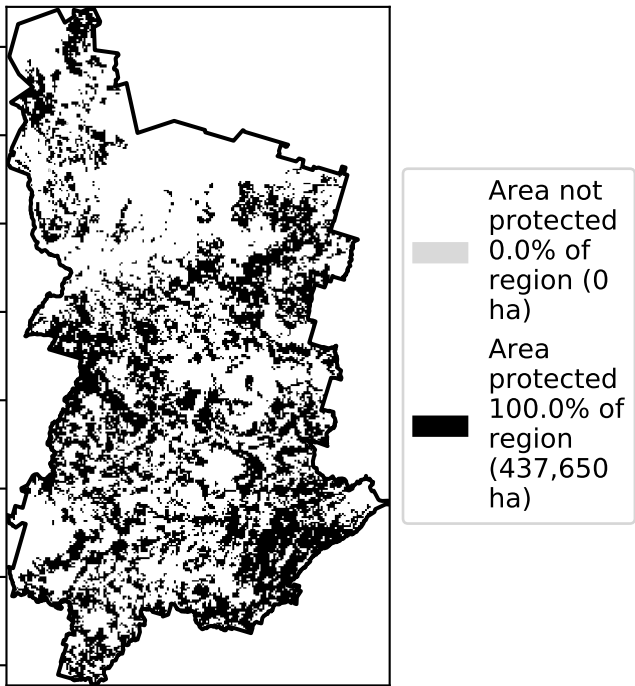 Area not
protected
0.0% of
region (0
ha)
Area
protected
100.0% of
region
(437,650
ha)